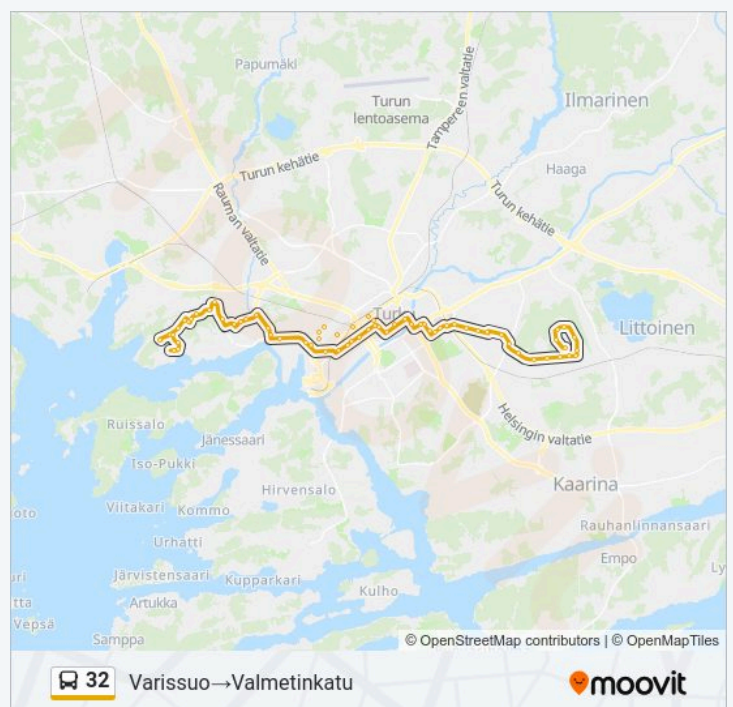 Papumäki
Turun
lentoasema
Tampereen valtatie
Ilmarinen
Haaga
Turun kehätie
Rauman valtatie
Turun kehätie
Littoinen
Ruissalo
Jänessaari
Iso-Pukki
Helsingin valtatie
Hirvensalo
Kaarina
Viitakari
Kommo
Rauhanlinnansaari
Urhatti
Empo
Järvistensaari
Kupparkari
Kulho
Artukka
Vepsä
Samppa
© OpenStreetMap contributors | © OpenMapTiles
32 Varissuo→Valmetinkatu
moovit